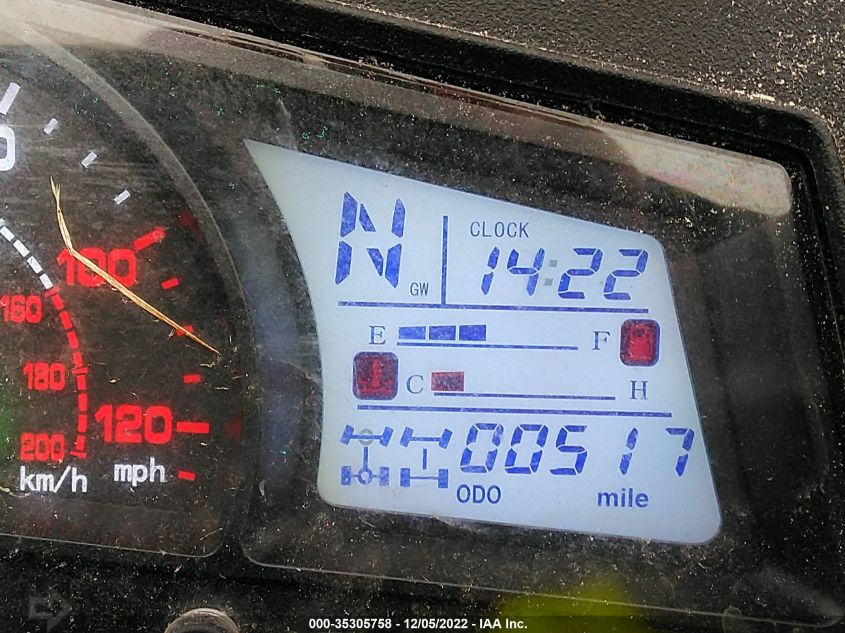 CLOCK
N GW 14:22
E F
C H
100
160
180
120
200
km/h mph
00517
ODO mile
000-35305758 - 12/05/2022 - IAA Inc.